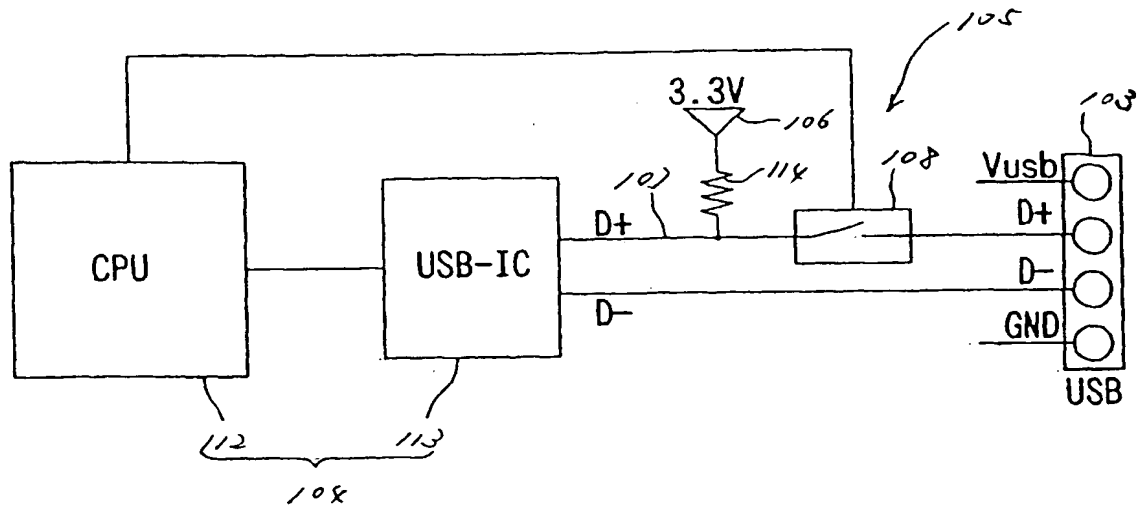 105
3.3V
106
103
Vusb
107
114
108
D+
D+
CPU
USB-IC
D-
D-
GND
USB
112
113
104